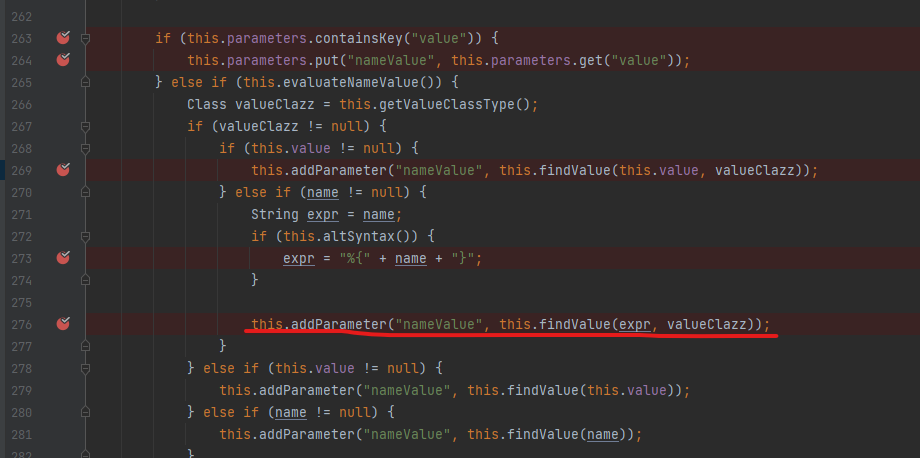 262
263 if (this.parameters.containsKey("value")) {
264 this.parameters.put("nameValue", this.parameters.get("value"));
265 } else if (this.evaluateNameValue()) {
266 Class valueClazz = this.getValueClassType();
267 if (valueClazz != null) {
268 if (this.value != null) {
269 this.addParameter("nameValue", this.findValue(this.value, valueClazz));
270 } else if (name != null) {
271 String expr = name;
272 if (this.altSyntax()) {
273 expr = "%{" + name + "}";
274 }
275
276 this.addParameter("nameValue", this.findValue(expr, valueClazz));
277 }
278 } else if (this.value != null) {
279 this.addParameter("nameValue", this.findValue(this.value));
280 } else if (name != null) {
281 this.addParameter("nameValue", this.findValue(name));
282 }